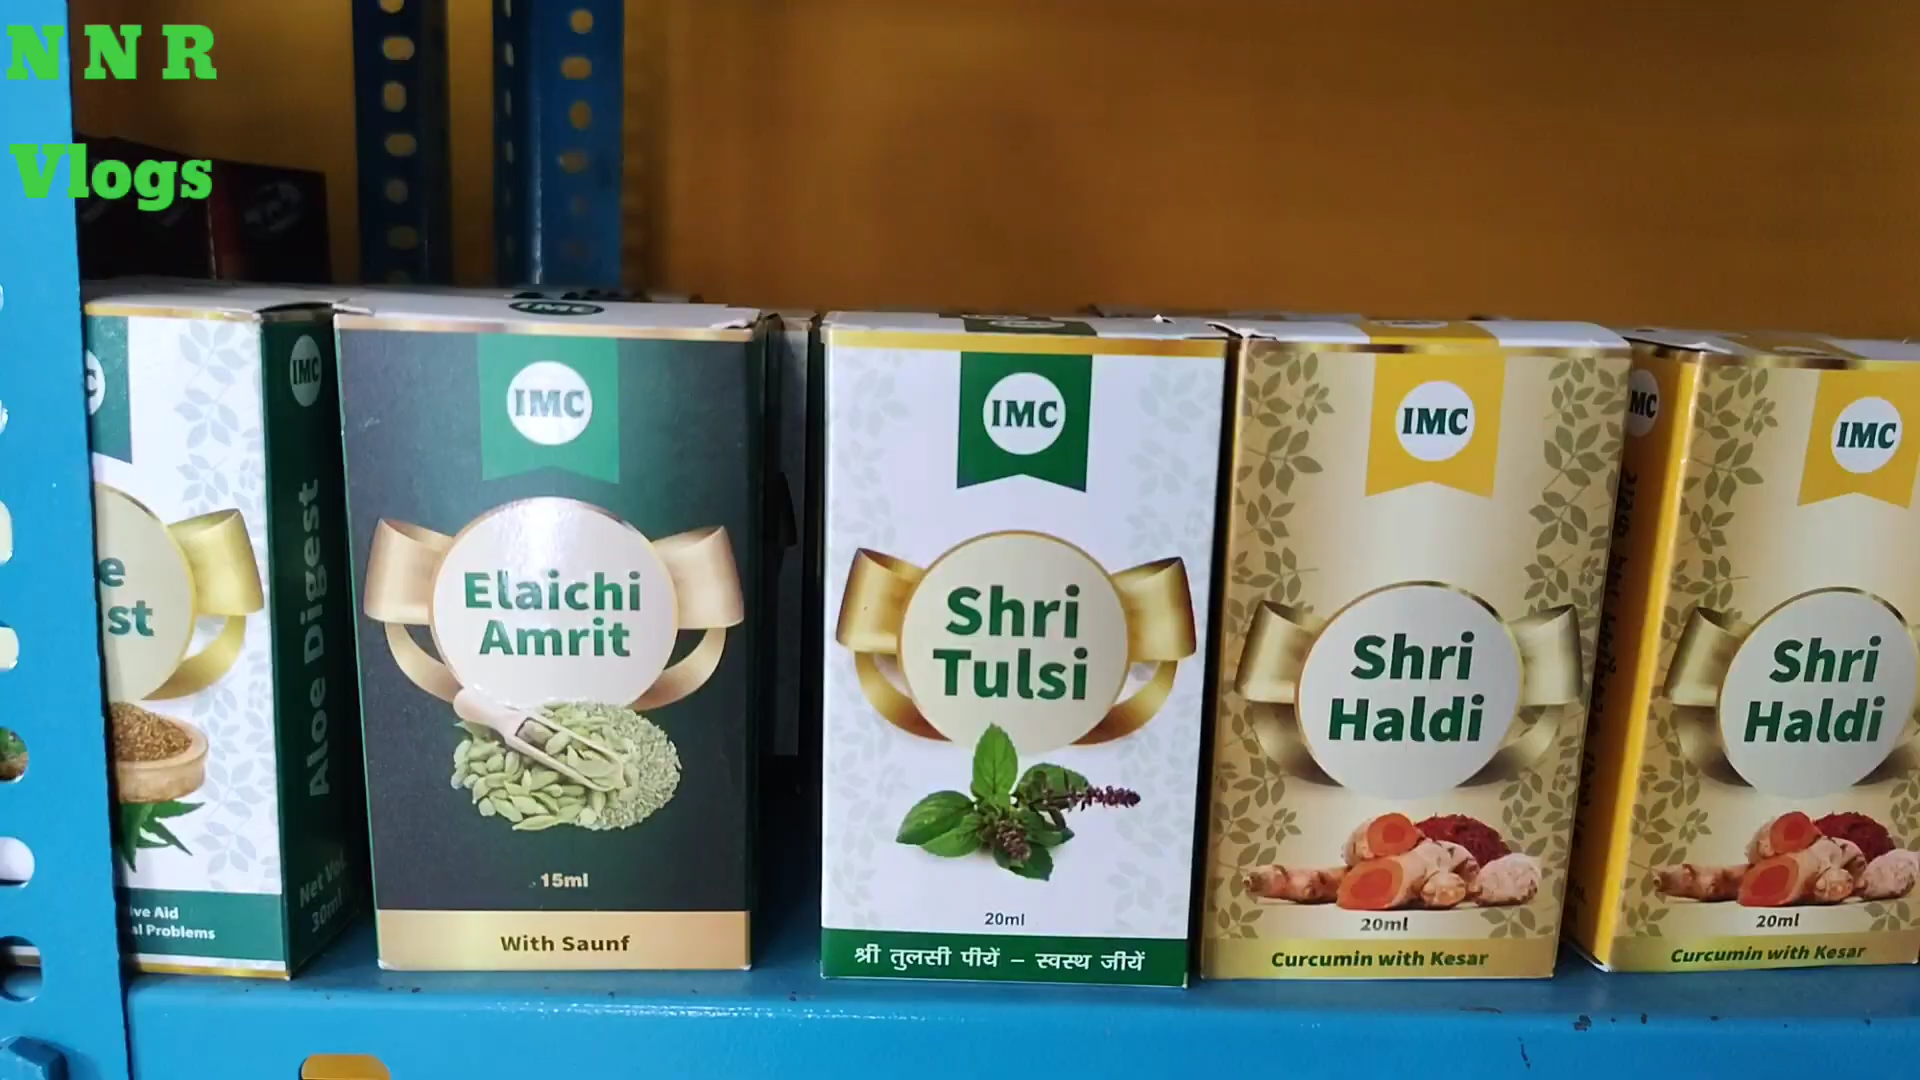 N N R
Vlogs
IMC
Aloe Digest
Net Vol.
30ml
e
st
ive Aid
al Problems
IMC
IMC
Elaichi
Amrit
15ml
With Saunf
IMC
Shri
Tulsi
20ml
श्री तुलसी पीयें – स्वस्थ जीयें
IMC
Shri
Haldi
20ml
Curcumin with Kesar
MC
IMC
Shri
Haldi
20ml
Curcumin with Kesar